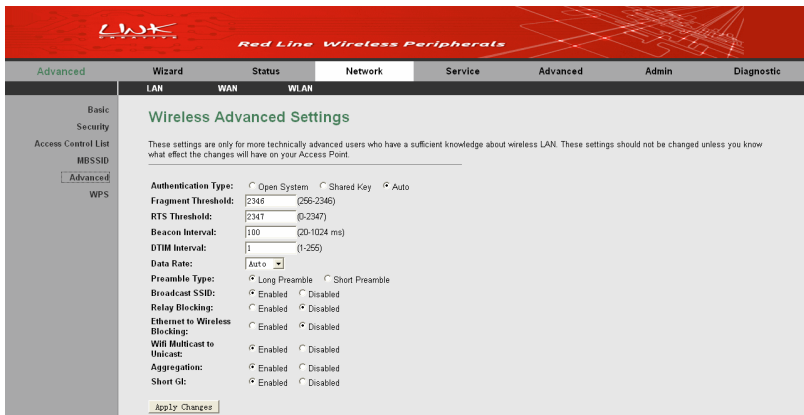 LNK
CREATIVE
Red Line Wireless Peripherals
Advanced
Wizard Status Network Service Advanced Admin Diagnostic
LAN WAN WLAN
Basic
Security
Access Control List
MBSSID
Advanced
WPS
Wireless Advanced Settings
These settings are only for more technically advanced users who have a sufficient knowledge about wireless LAN. These settings should not be changed unless you know
what effect the changes will have on your Access Point.
Authentication Type: Open System Shared Key Auto
Fragment Threshold: 2346 (256-2346)
RTS Threshold: 2347 (0-2347)
Beacon Interval: 100 (20-1024 ms)
DTIM Interval: 1 (1-255)
Data Rate: Auto
Preamble Type: Long Preamble Short Preamble
Broadcast SSID: Enabled Disabled
Relay Blocking: Enabled Disabled
Ethernet to Wireless
Blocking: Enabled Disabled
Wifi Multicast to
Unicast: Enabled Disabled
Aggregation: Enabled Disabled
Short GI: Enabled Disabled
Apply Changes